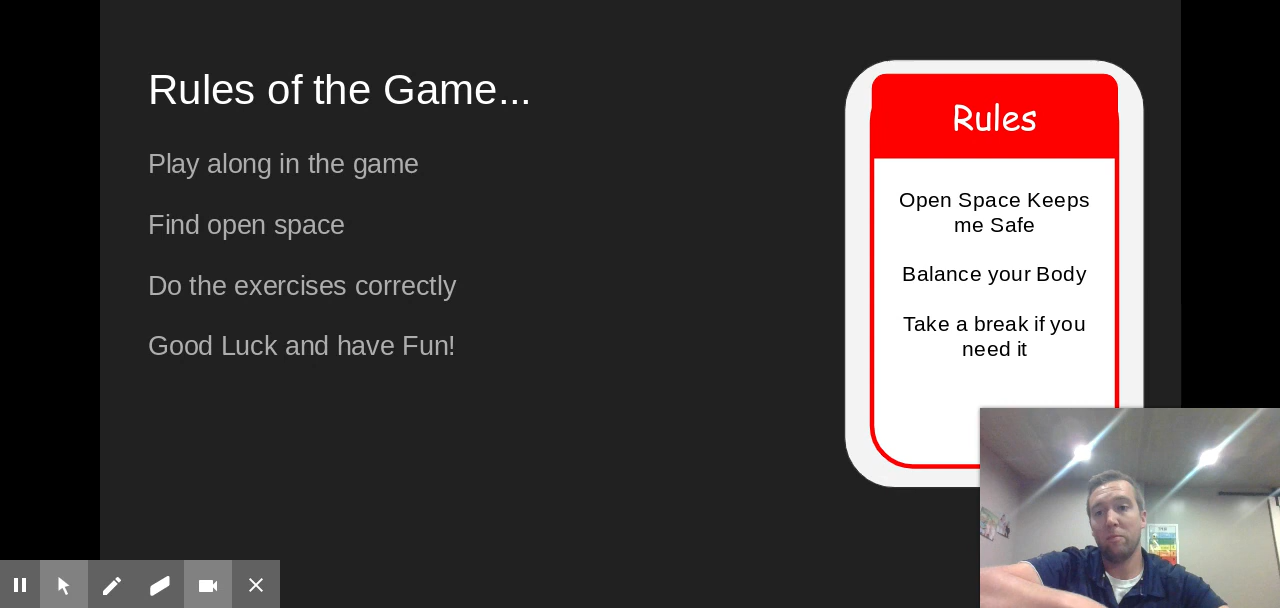 Rules of the Game...
Play along in the game
Find open space
Do the exercises correctly
Good Luck and have Fun!
Rules
Open Space Keeps
me Safe
Balance your Body
Take a break if you
need it